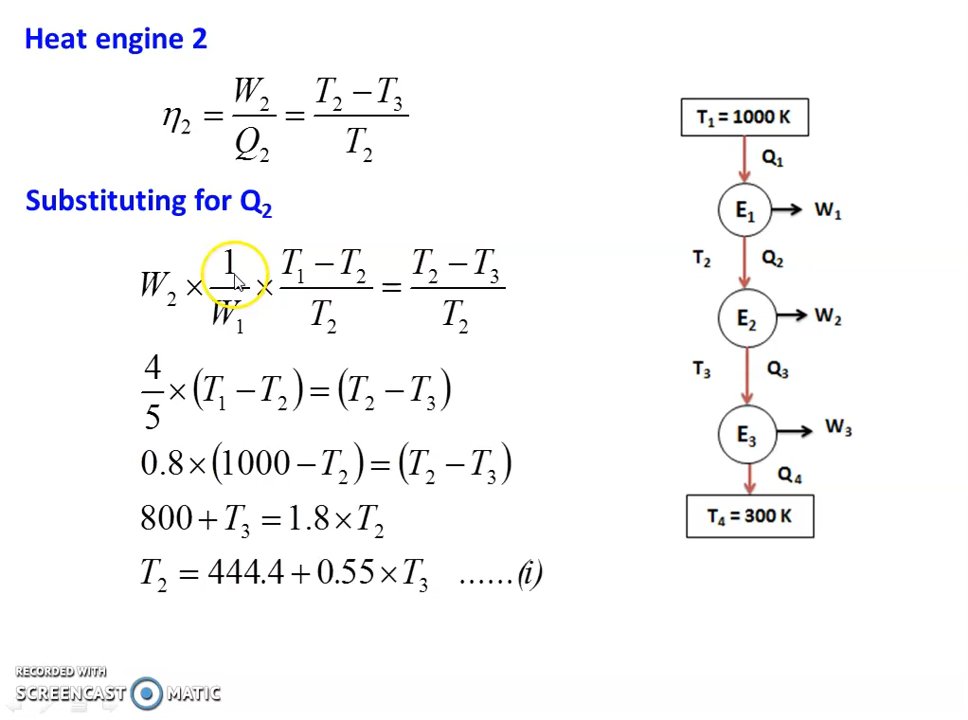 Heat engine 2
η₂ = W₂/Q₂ = (T₂ − T₃)/T₂
Substituting for Q₂
W₂ × 1/W₁ × (T₁ − T₂)/T₂ = (T₂ − T₃)/T₂
4/5 × (T₁ − T₂) = (T₂ − T₃)
0.8 × (1000 − T₂) = (T₂ − T₃)
800 + T₃ = 1.8 × T₂
T₂ = 444.4 + 0.55 × T₃ ......(i)
T₁ = 1000 K
Q₁
E₁ W₁
T₂ Q₂
E₂ W₂
T₃ Q₃
E₃ W₃
Q₄
T₄ = 300 K
RECORDED WITH
SCREENCAST MATIC